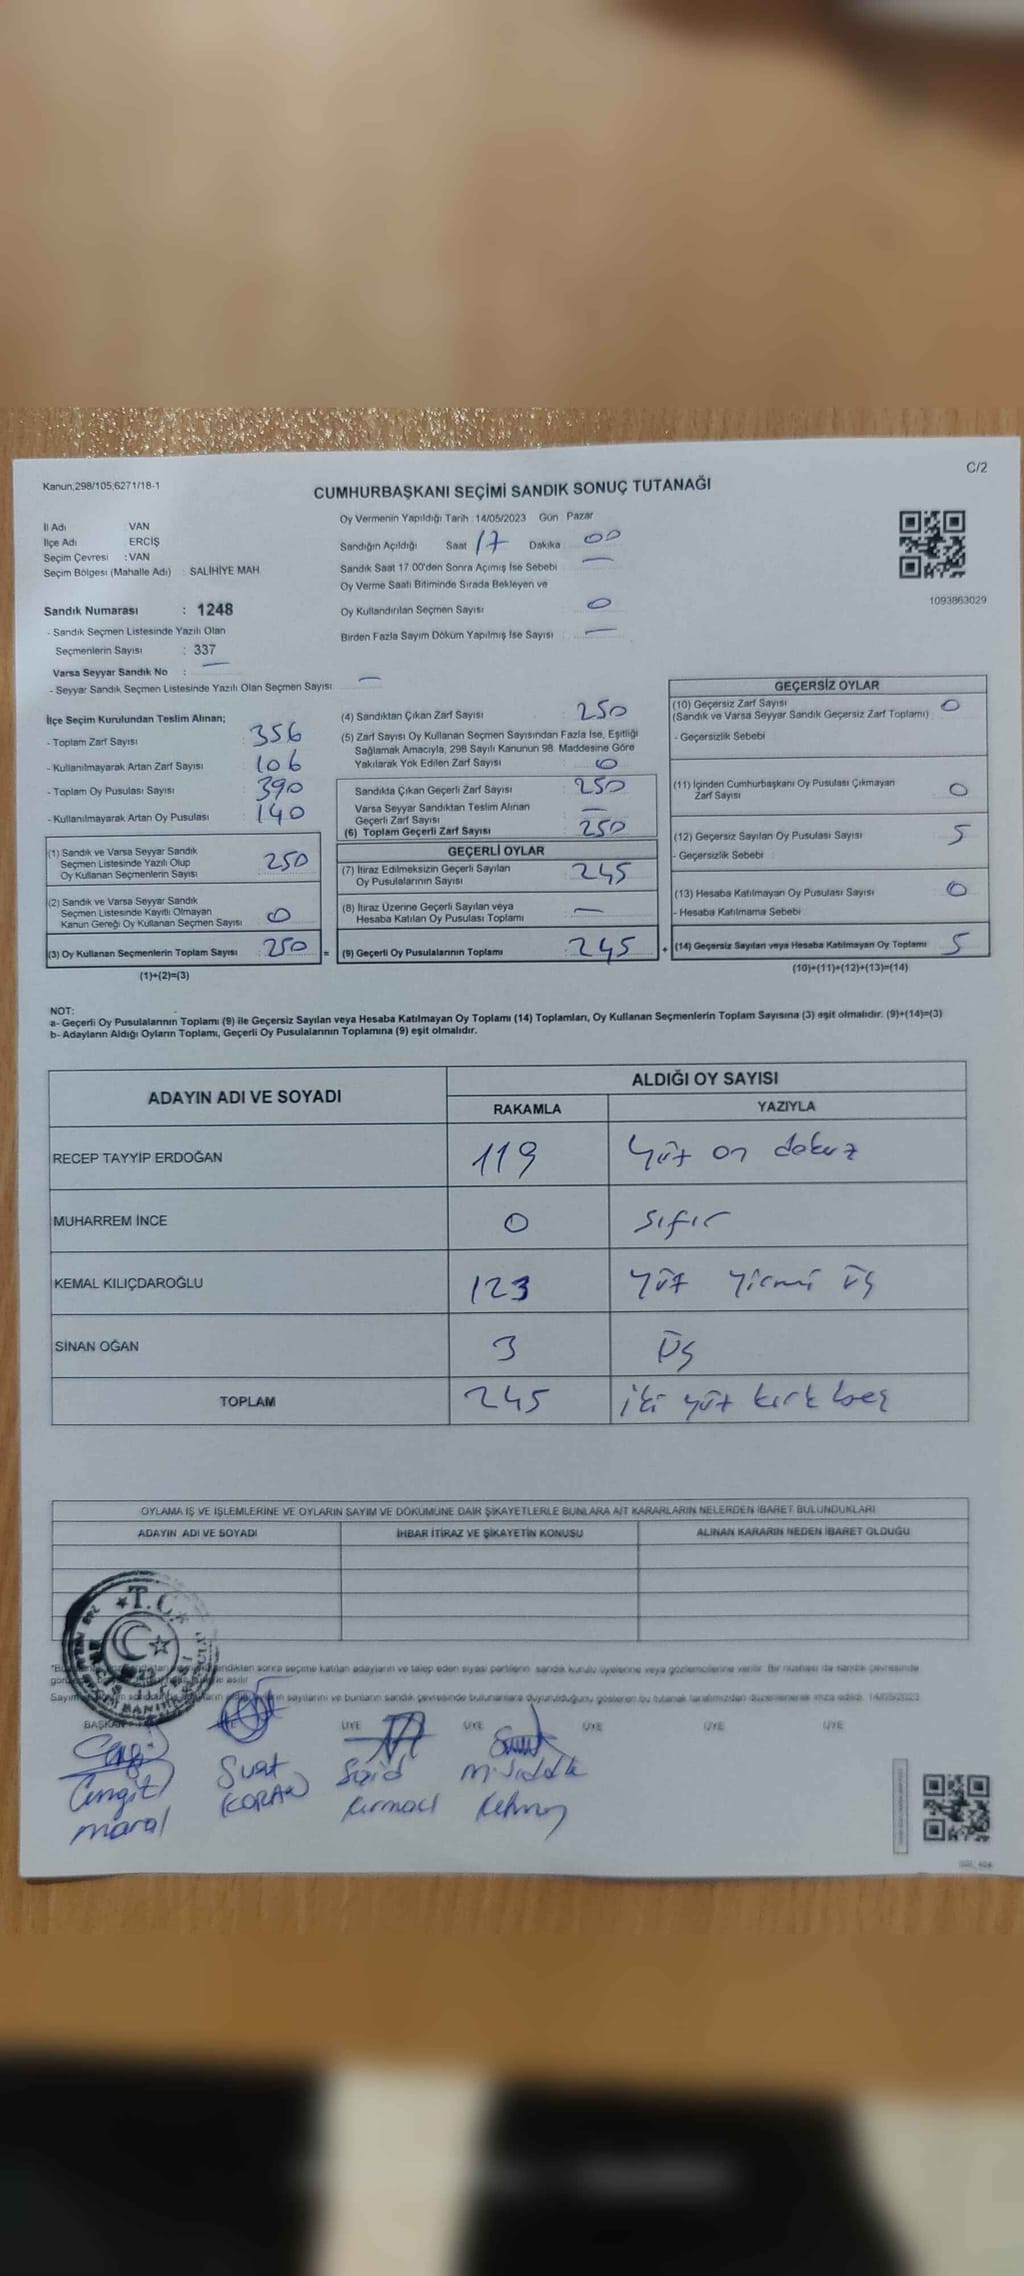 C/2
Kanun,298/105,6271/18-1
CUMHURBAŞKANI SEÇİMİ SANDIK SONUÇ TUTANAĞI
İl Adı VAN
İlçe Adı ERCİŞ
Seçim Çevresi : VAN
Seçim Bölgesi (Mahalle Adı) : SALİHİYE MAH
Sandık Numarası : 1248
- Sandık Seçmen Listesinde Yazılı Olan
Seçmenlerin Sayısı : 337
Varsa Seyyar Sandık No : —
- Seyyar Sandık Seçmen Listesinde Yazılı Olan Seçmen Sayısı —
Oy Vermenin Yapıldığı Tarih : 14/05/2023 Gün Pazar
Sandığın Açıldığı Saat 17 Dakika 00
Sandık Saat 17.00'den Sonra Açımış İse Sebebi —
Oy Verme Saati Bitiminde Sırada Bekleyen ve
Oy Kullandırılan Seçmen Sayısı 0
Birden Fazla Sayım Döküm Yapılmış İse Sayısı —
1093863029
İlçe Seçim Kurulundan Teslim Alınan;
- Toplam Zarf Sayısı 356
- Kullanılmayarak Artan Zarf Sayısı 106
- Toplam Oy Pusulası Sayısı 390
- Kullanılmayarak Artan Oy Pusulası 140
(1) Sandık ve Varsa Seyyar Sandık
Seçmen Listesinde Yazılı Olup
Oy Kullanan Seçmenlerin Sayısı 250
(2) Sandık ve Varsa Seyyar Sandık
Seçmen Listesinde Kayıtlı Olmayan
Kanun Gereği Oy Kullanan Seçmen Sayısı 0
(3) Oy Kullanan Seçmenlerin Toplam Sayısı 250 =
(1)+(2)=(3)
(4) Sandıktan Çıkan Zarf Sayısı : 250
(5) Zarf Sayısı Oy Kullanan Seçmen Sayısından Fazla İse, Eşitliği
Sağlamak Amacıyla, 298 Sayılı Kanunun 98. Maddesine Göre
Yakılarak Yok Edilen Zarf Sayısı : 0
Sandıkta Çıkan Geçerli Zarf Sayısı : 250
Varsa Seyyar Sandıktan Teslim Alınan
Geçerli Zarf Sayısı : —
(6) Toplam Geçerli Zarf Sayısı : 250
GEÇERLİ OYLAR
(7) İtiraz Edilmeksizin Geçerli Sayılan
Oy Pusulalarının Sayısı : 245
(8) İtiraz Üzerine Geçerli Sayılan veya
Hesaba Katılan Oy Pusulası Toplamı : —
(9) Geçerli Oy Pusulalarının Toplamı : 245 +
GEÇERSİZ OYLAR
(10) Geçersiz Zarf Sayısı
(Sandık ve Varsa Seyyar Sandık Geçersiz Zarf Toplamı) : 0
- Geçersizlik Sebebi
(11) İçinden Cumhurbaşkanı Oy Pusulası Çıkmayan
Zarf Sayısı 0
(12) Geçersiz Sayılan Oy Pusulası Sayısı 5
- Geçersizlik Sebebi
(13) Hesaba Katılmayan Oy Pusulası Sayısı 0
- Hesaba Katılmama Sebebi
(14) Geçersiz Sayılan veya Hesaba Katılmayan Oy Toplamı 5
(10)+(11)+(12)+(13)=(14)
NOT:
a- Geçerli Oy Pusulalarının Toplamı (9) ile Geçersiz Sayılan veya Hesaba Katılmayan Oy Toplamı (14) Toplamları, Oy Kullanan Seçmenlerin Toplam Sayısına (3) eşit olmalıdır. (9)+(14)=(3)
b- Adayların Aldığı Oyların Toplamı, Geçerli Oy Pusulalarının Toplamına (9) eşit olmalıdır.
ADAYIN ADI VE SOYADI ALDIĞI OY SAYISI
RAKAMLA YAZIYLA
RECEP TAYYİP ERDOĞAN 119 Yüz on dokuz
MUHARREM İNCE 0 sıfır
KEMAL KILIÇDAROĞLU 123 yüz yirmi üç
SİNAN OĞAN 3 üç
TOPLAM 245 iki yüz kırk beş
OYLAMA İŞ VE İŞLEMLERİNE VE OYLARIN SAYIM VE DÖKÜMÜNE DAİR ŞİKAYETLERLE BUNLARA AİT KARARLARIN NELERDEN İBARET BULUNDUKLARI
ADAYIN ADI VE SOYADI İHBAR İTİRAZ VE ŞİKAYETİN KONUSU ALINAN KARARIN NEDEN İBARET OLDUĞU
T.C.
sonra seçime katılan adayların ve talep eden siyasi partilerin sandık kurulu üyelerine veya gözlemcilerine verilir. Bir nüshası da sandık çevresinde
sayılarını ve bunların sandık çevresinde bulunanlara duyurulduğunu gösteren bu tutanak tarafımızdan düzenlenerek imza edildi. 14/05/2023
BAŞKAN ÜYE ÜYE ÜYE ÜYE ÜYE
Cengiz Suat Said M. Sıddık
maral KORAN Kırmacı